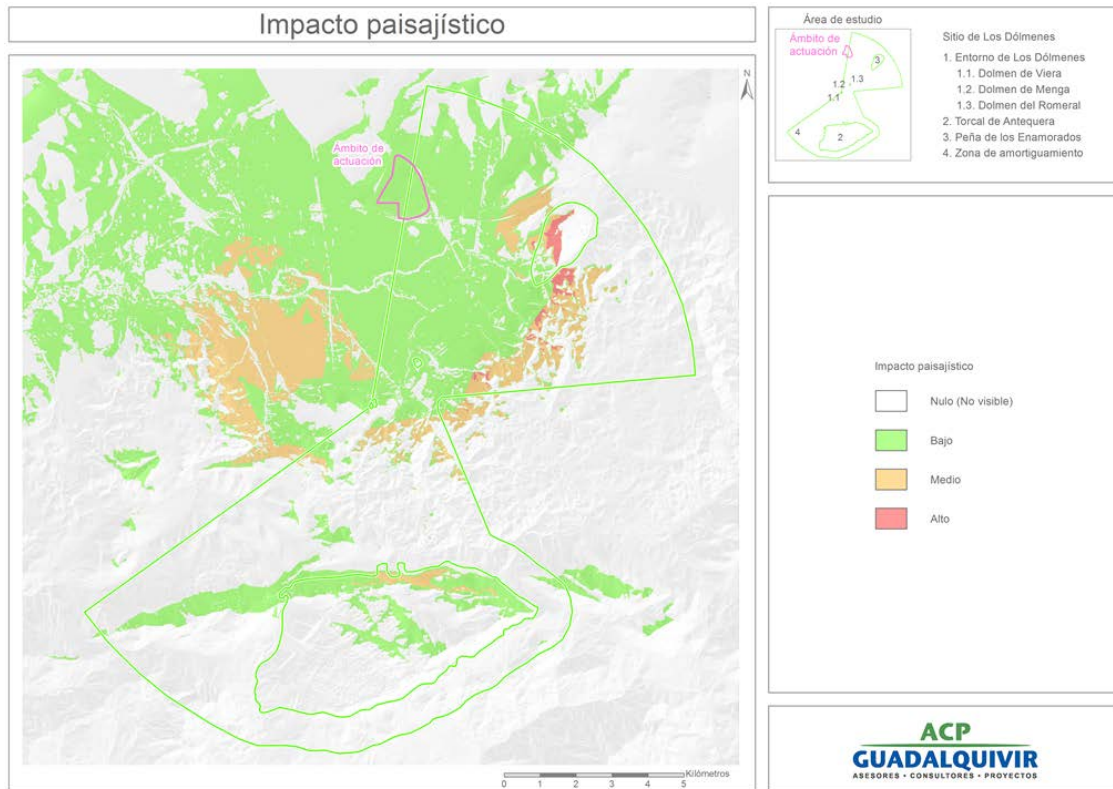 Impacto paisajístico
Ámbito de
actuación
N
0 1 2 3 4 5
Kilómetros
Área de estudio
Ámbito de
actuación
3
1.3
1.2
1.1
4
2
Sitio de Los Dólmenes
1. Entorno de Los Dólmenes
1.1. Dolmen de Viera
1.2. Dolmen de Menga
1.3. Dolmen del Romeral
2. Torcal de Antequera
3. Peña de los Enamorados
4. Zona de amortiguamiento
Impacto paisajístico
Nulo (No visible)
Bajo
Medio
Alto
ACP
GUADALQUIVIR
ASESORES • CONSULTORES • PROYECTOS